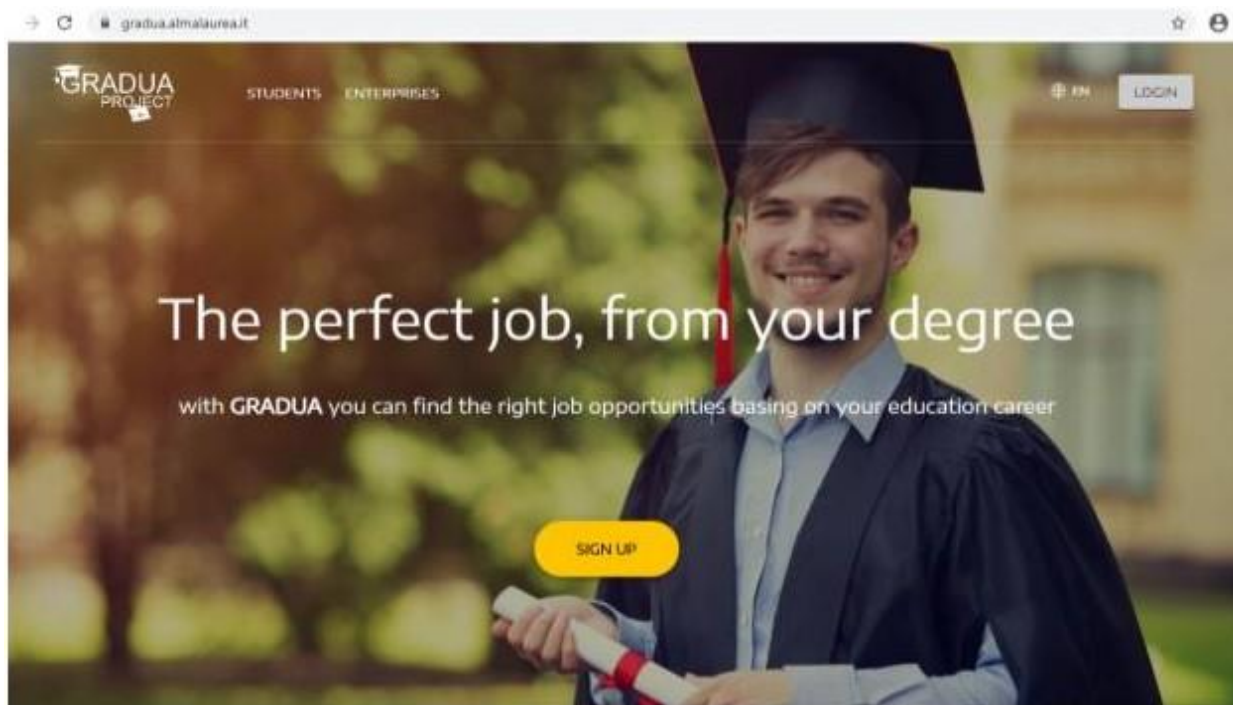 gradua.almalaurea.it
GRADUA
PROJECT
STUDENTS ENTERPRISES
EN
LOGIN
The perfect job, from your degree
with GRADUA you can find the right job opportunities basing on your education career
SIGN UP